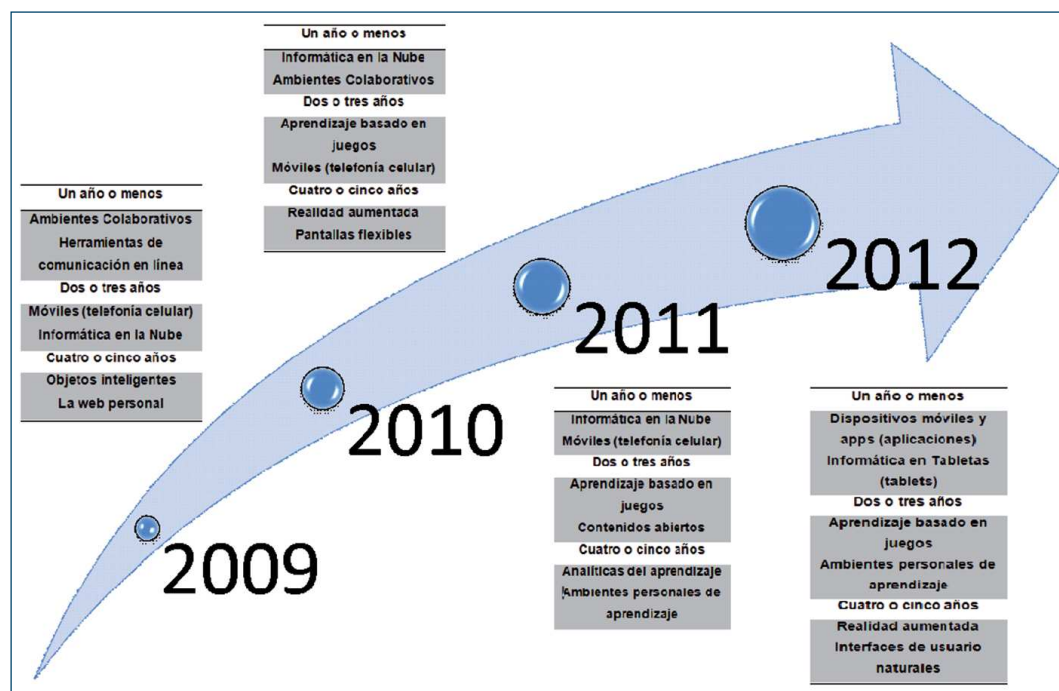 Un año o menos
Ambientes Colaborativos
Herramientas de
comunicación en línea
Dos o tres años
Móviles (telefonía celular)
Informática en la Nube
Cuatro o cinco años
Objetos inteligentes
La web personal
2009
Un año o menos
Informática en la Nube
Ambientes Colaborativos
Dos o tres años
Aprendizaje basado en
juegos
Móviles (telefonía celular)
Cuatro o cinco años
Realidad aumentada
Pantallas flexibles
2010
2011
Un año o menos
Informática en la Nube
Móviles (telefonía celular)
Dos o tres años
Aprendizaje basado en
juegos
Contenidos abiertos
Cuatro o cinco años
Analíticas del aprendizaje
Ambientes personales de
aprendizaje
2012
Un año o menos
Dispositivos móviles y
apps (aplicaciones)
Informática en Tabletas
(tablets)
Dos o tres años
Aprendizaje basado en
juegos
Ambientes personales de
aprendizaje
Cuatro o cinco años
Realidad aumentada
Interfaces de usuario
naturales